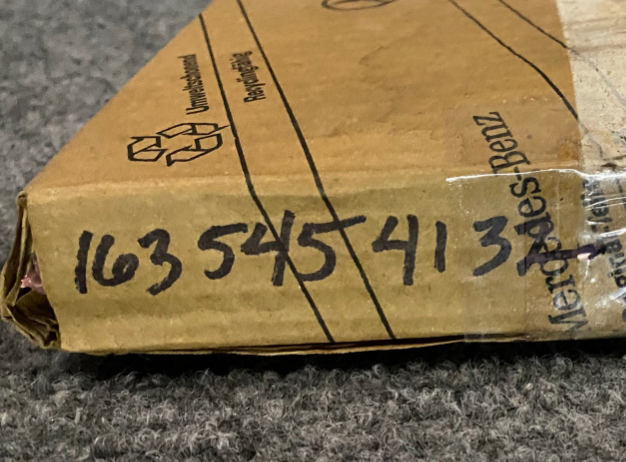 Umweltschonend
Recyclingfähig
Mercedes-Benz
163 545 41 32